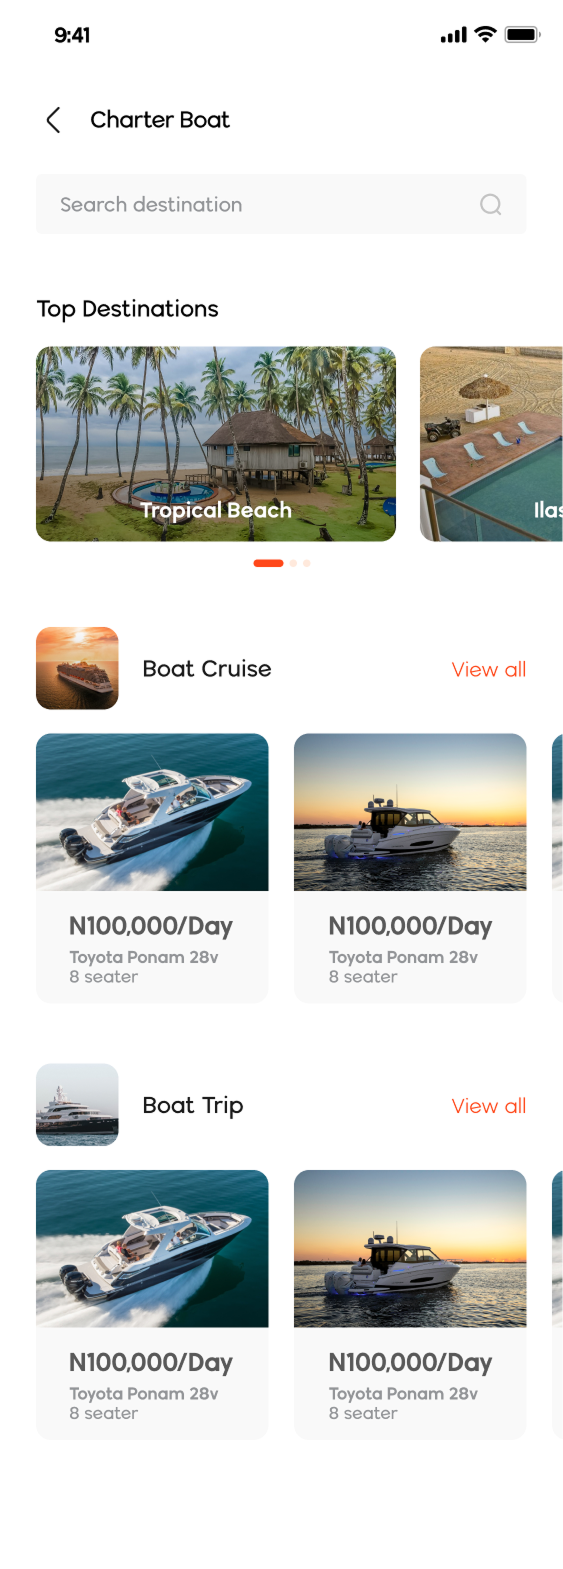 9:41
Charter Boat
Search destination
Top Destinations
Tropical Beach
Boat Cruise
View all
N100,000/Day
Toyota Ponam 28v
8 seater
N100,000/Day
Toyota Ponam 28v
8 seater
Boat Trip
View all
N100,000/Day
Toyota Ponam 28v
8 seater
N100,000/Day
Toyota Ponam 28v
8 seater